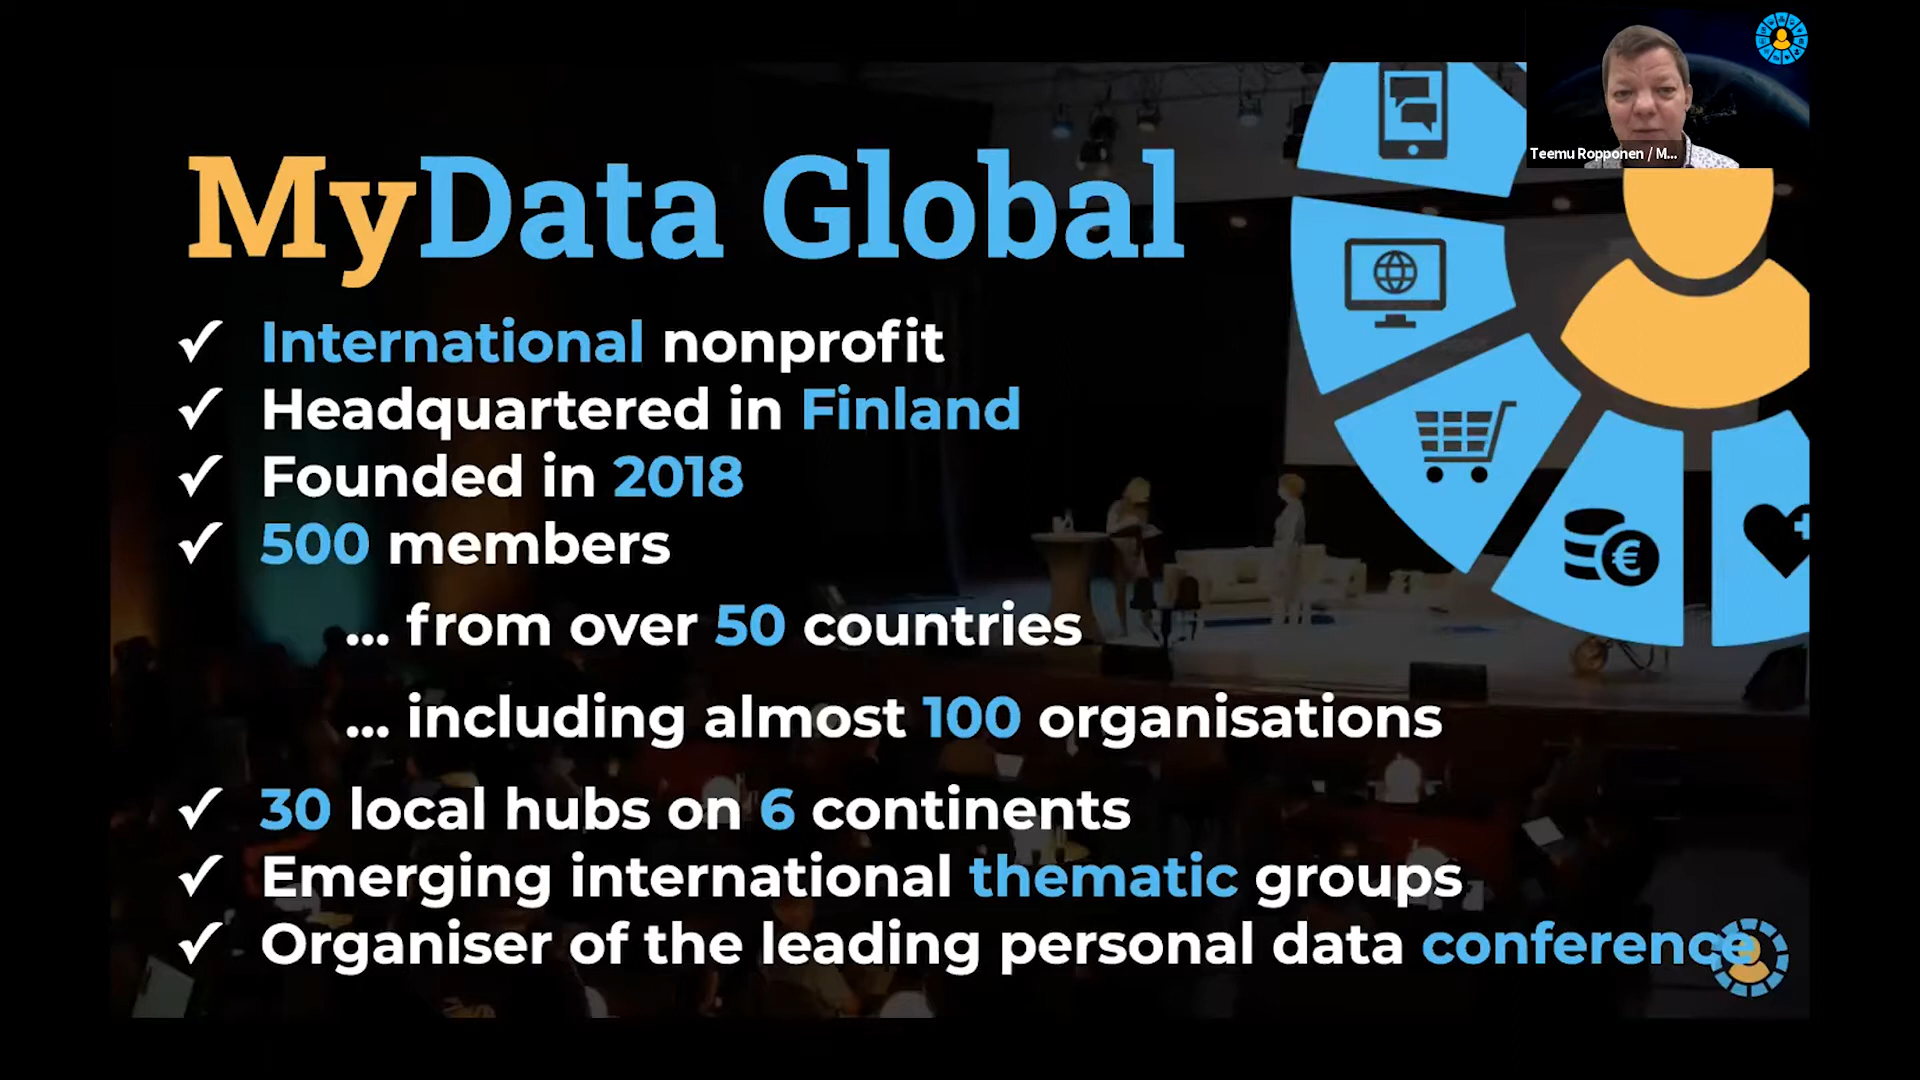 Teemu Ropponen / M...
MyData Global
✓ International nonprofit
✓ Headquartered in Finland
✓ Founded in 2018
✓ 500 members
... from over 50 countries
... including almost 100 organisations
✓ 30 local hubs on 6 continents
✓ Emerging international thematic groups
✓ Organiser of the leading personal data conference